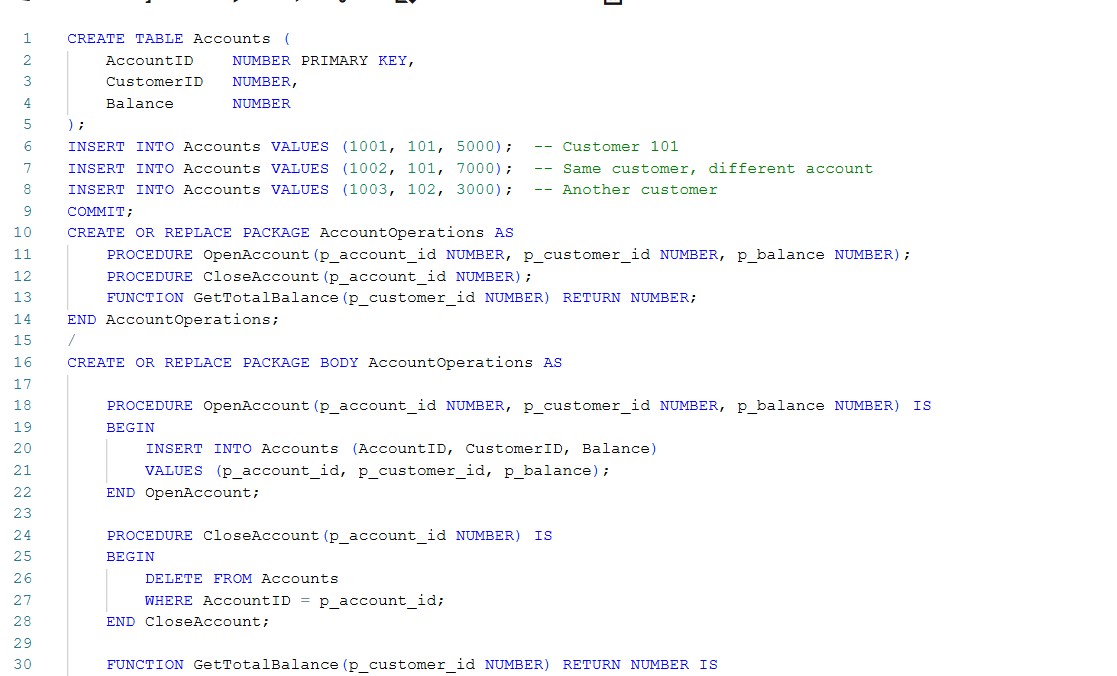 1 CREATE TABLE Accounts (
2     AccountID    NUMBER PRIMARY KEY,
3     CustomerID   NUMBER,
4     Balance      NUMBER
5 );
6 INSERT INTO Accounts VALUES (1001, 101, 5000);  -- Customer 101
7 INSERT INTO Accounts VALUES (1002, 101, 7000);  -- Same customer, different account
8 INSERT INTO Accounts VALUES (1003, 102, 3000);  -- Another customer
9 COMMIT;
10 CREATE OR REPLACE PACKAGE AccountOperations AS
11     PROCEDURE OpenAccount(p_account_id NUMBER, p_customer_id NUMBER, p_balance NUMBER);
12     PROCEDURE CloseAccount(p_account_id NUMBER);
13     FUNCTION GetTotalBalance(p_customer_id NUMBER) RETURN NUMBER;
14 END AccountOperations;
15 /
16 CREATE OR REPLACE PACKAGE BODY AccountOperations AS
17
18     PROCEDURE OpenAccount(p_account_id NUMBER, p_customer_id NUMBER, p_balance NUMBER) IS
19     BEGIN
20         INSERT INTO Accounts (AccountID, CustomerID, Balance)
21         VALUES (p_account_id, p_customer_id, p_balance);
22     END OpenAccount;
23
24     PROCEDURE CloseAccount(p_account_id NUMBER) IS
25     BEGIN
26         DELETE FROM Accounts
27         WHERE AccountID = p_account_id;
28     END CloseAccount;
29
30     FUNCTION GetTotalBalance(p_customer_id NUMBER) RETURN NUMBER IS